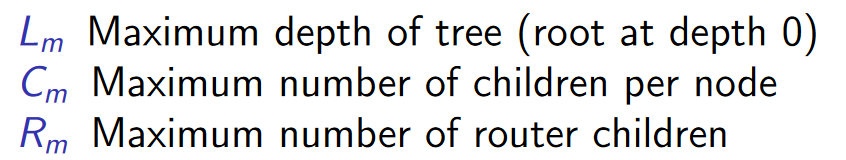 Lm Maximum depth of tree (root at depth 0)
Cm Maximum number of children per node
Rm Maximum number of router children